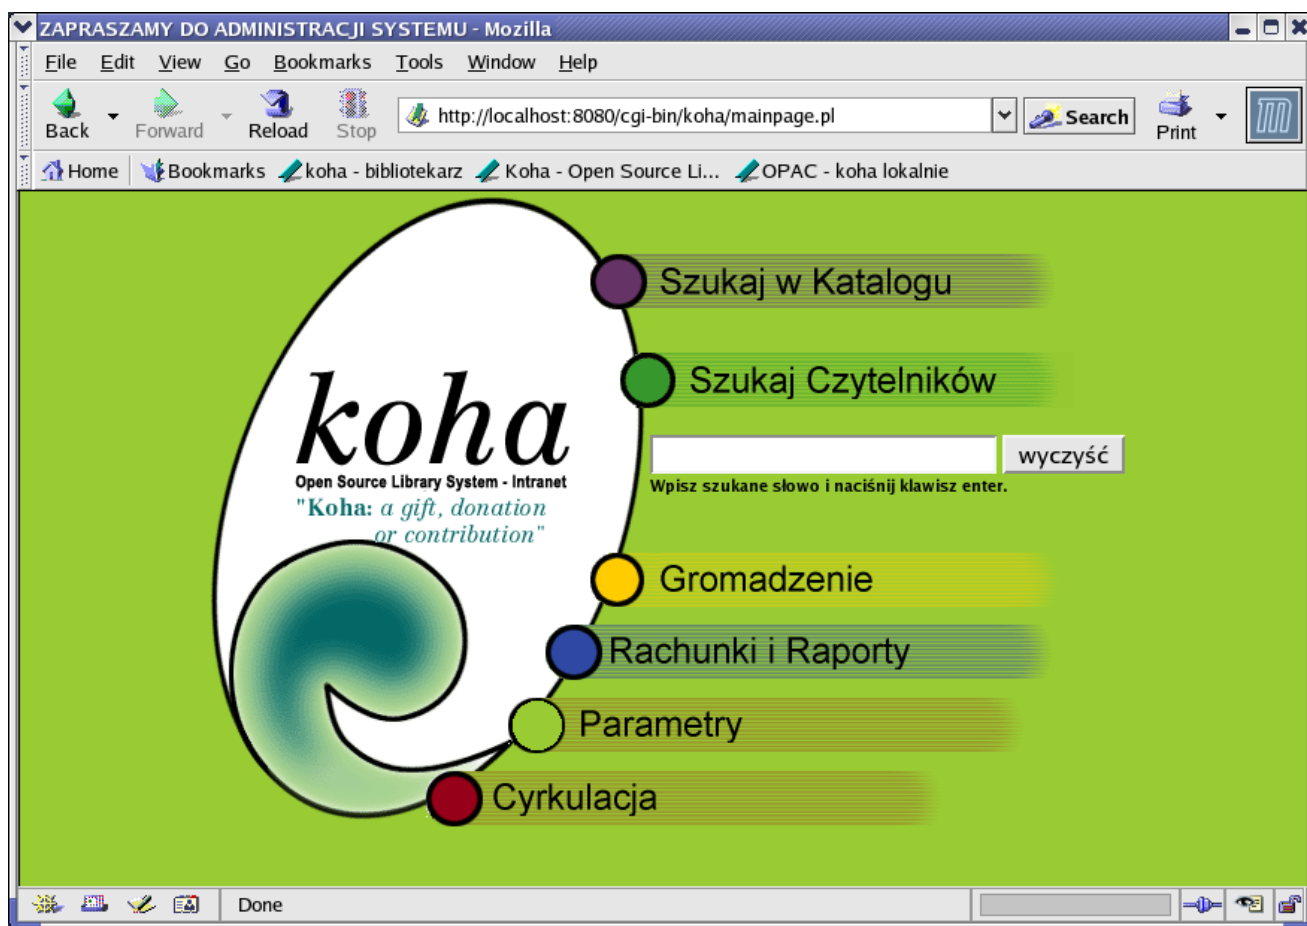 ZAPRASZAMY DO ADMINISTRACJI SYSTEMU - Mozilla
File Edit View Go Bookmarks Tools Window Help
Back Forward Reload Stop http://localhost:8080/cgi-bin/koha/mainpage.pl Search Print
Home Bookmarks koha - bibliotekarz Koha - Open Source Li... OPAC - koha lokalnie
Szukaj w Katalogu
Szukaj Czytelników
koha
Open Source Library System - Intranet
"Koha: a gift, donation
or contribution"
wyczyść
Wpisz szukane słowo i naciśnij klawisz enter.
Gromadzenie
Rachunki i Raporty
Parametry
Cyrkulacja
Done